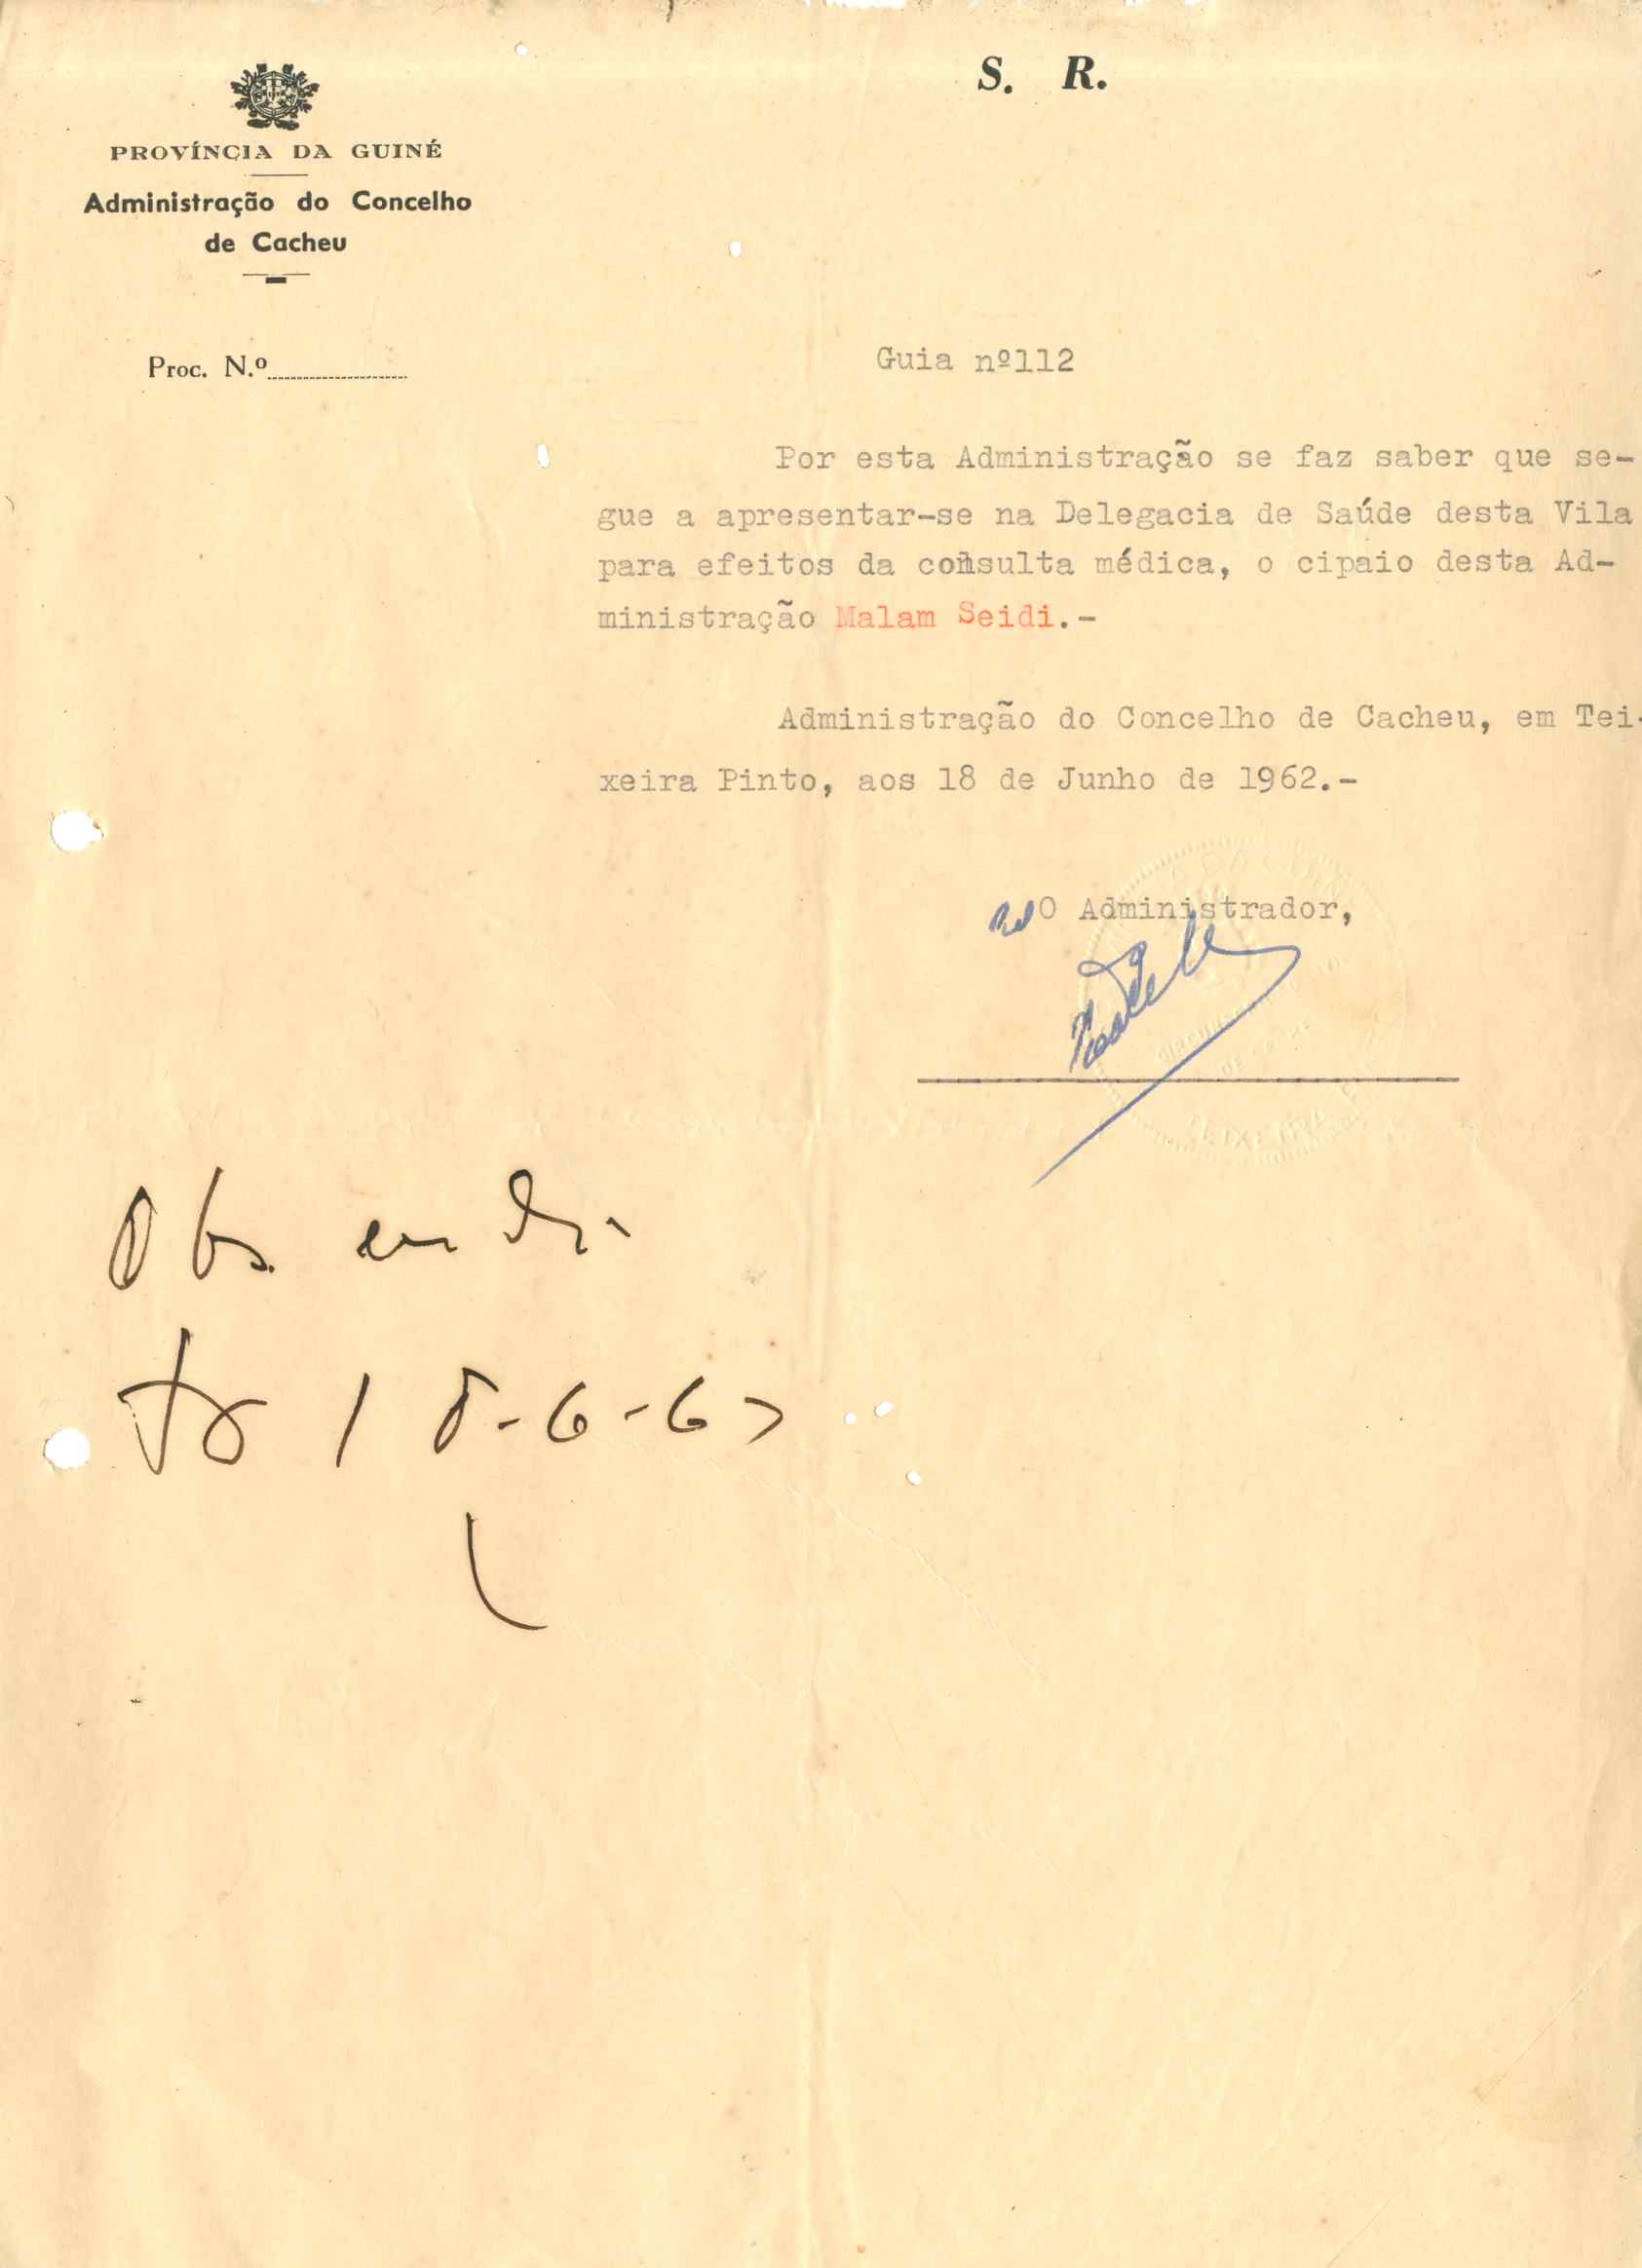 S. R.
PROVÍNCIA DA GUINÉ
Administração do Concelho
de Cacheu
Proc. N.º
Guia nº112
Por esta Administração se faz saber que se-
gue a apresentar-se na Delegacia de Saúde desta Vila
para efeitos da consulta médica, o cipaio desta Ad-
ministração Malam Seidi.-
Administração do Concelho de Cacheu, em Tei-
xeira Pinto, aos 18 de Junho de 1962.-
O Administrador,
Obs
18-6-62